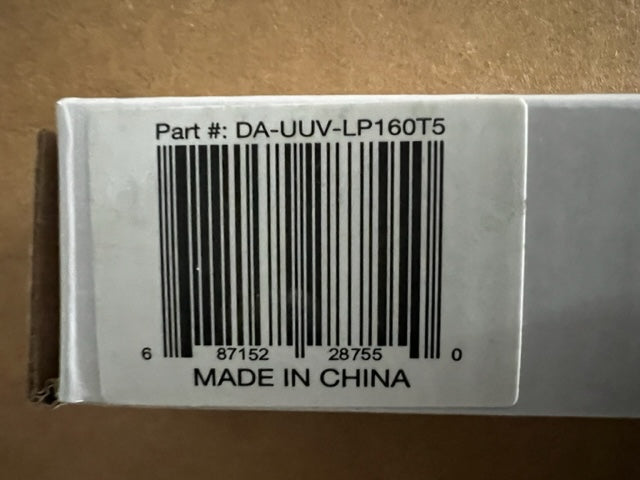 Part #: DA-UUV-LP160T5
6 87152 28755 0
MADE IN CHINA